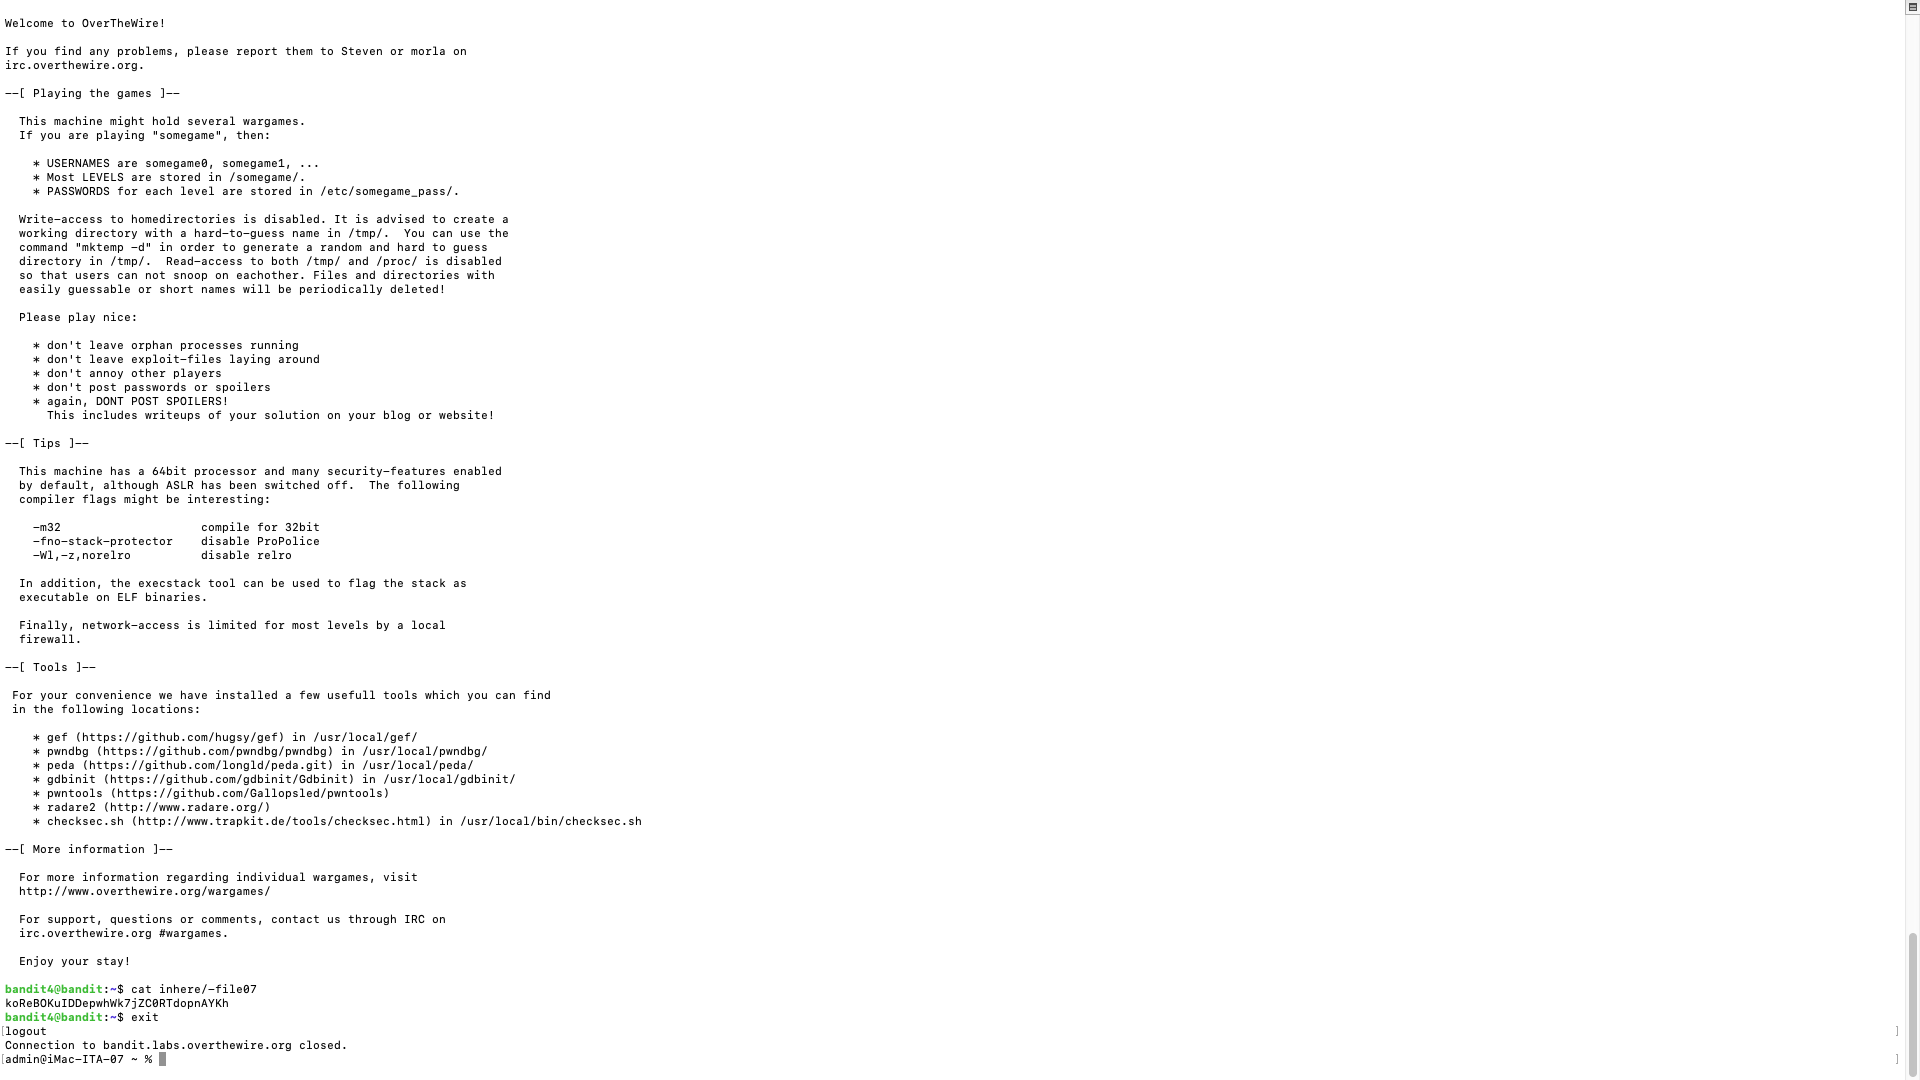 Welcome to OverTheWire!
If you find any problems, please report them to Steven or morla on
irc.overthewire.org.
--[ Playing the games ]--
This machine might hold several wargames.
If you are playing "somegame", then:
* USERNAMES are somegame0, somegame1, ...
* Most LEVELS are stored in /somegame/.
* PASSWORDS for each level are stored in /etc/somegame_pass/.
Write-access to homedirectories is disabled. It is advised to create a
working directory with a hard-to-guess name in /tmp/.  You can use the
command "mktemp -d" in order to generate a random and hard to guess
directory in /tmp/.  Read-access to both /tmp/ and /proc/ is disabled
so that users can not snoop on eachother. Files and directories with
easily guessable or short names will be periodically deleted!
Please play nice:
* don't leave orphan processes running
* don't leave exploit-files laying around
* don't annoy other players
* don't post passwords or spoilers
* again, DONT POST SPOILERS!
This includes writeups of your solution on your blog or website!
--[ Tips ]--
This machine has a 64bit processor and many security-features enabled
by default, although ASLR has been switched off.  The following
compiler flags might be interesting:
-m32                    compile for 32bit
-fno-stack-protector    disable ProPolice
-Wl,-z,norelro          disable relro
In addition, the execstack tool can be used to flag the stack as
executable on ELF binaries.
Finally, network-access is limited for most levels by a local
firewall.
--[ Tools ]--
For your convenience we have installed a few usefull tools which you can find
in the following locations:
* gef (https://github.com/hugsy/gef) in /usr/local/gef/
* pwndbg (https://github.com/pwndbg/pwndbg) in /usr/local/pwndbg/
* peda (https://github.com/longld/peda.git) in /usr/local/peda/
* gdbinit (https://github.com/gdbinit/Gdbinit) in /usr/local/gdbinit/
* pwntools (https://github.com/Gallopsled/pwntools)
* radare2 (http://www.radare.org/)
* checksec.sh (http://www.trapkit.de/tools/checksec.html) in /usr/local/bin/checksec.sh
--[ More information ]--
For more information regarding individual wargames, visit
http://www.overthewire.org/wargames/
For support, questions or comments, contact us through IRC on
irc.overthewire.org #wargames.
Enjoy your stay!
bandit4@bandit:~$ cat inhere/-file07
koReBOKuIDDepwhWk7jZC0RTdopnAYKh
bandit4@bandit:~$ exit
[logout ]
Connection to bandit.labs.overthewire.org closed.
[admin@iMac-ITA-07 ~ % ]